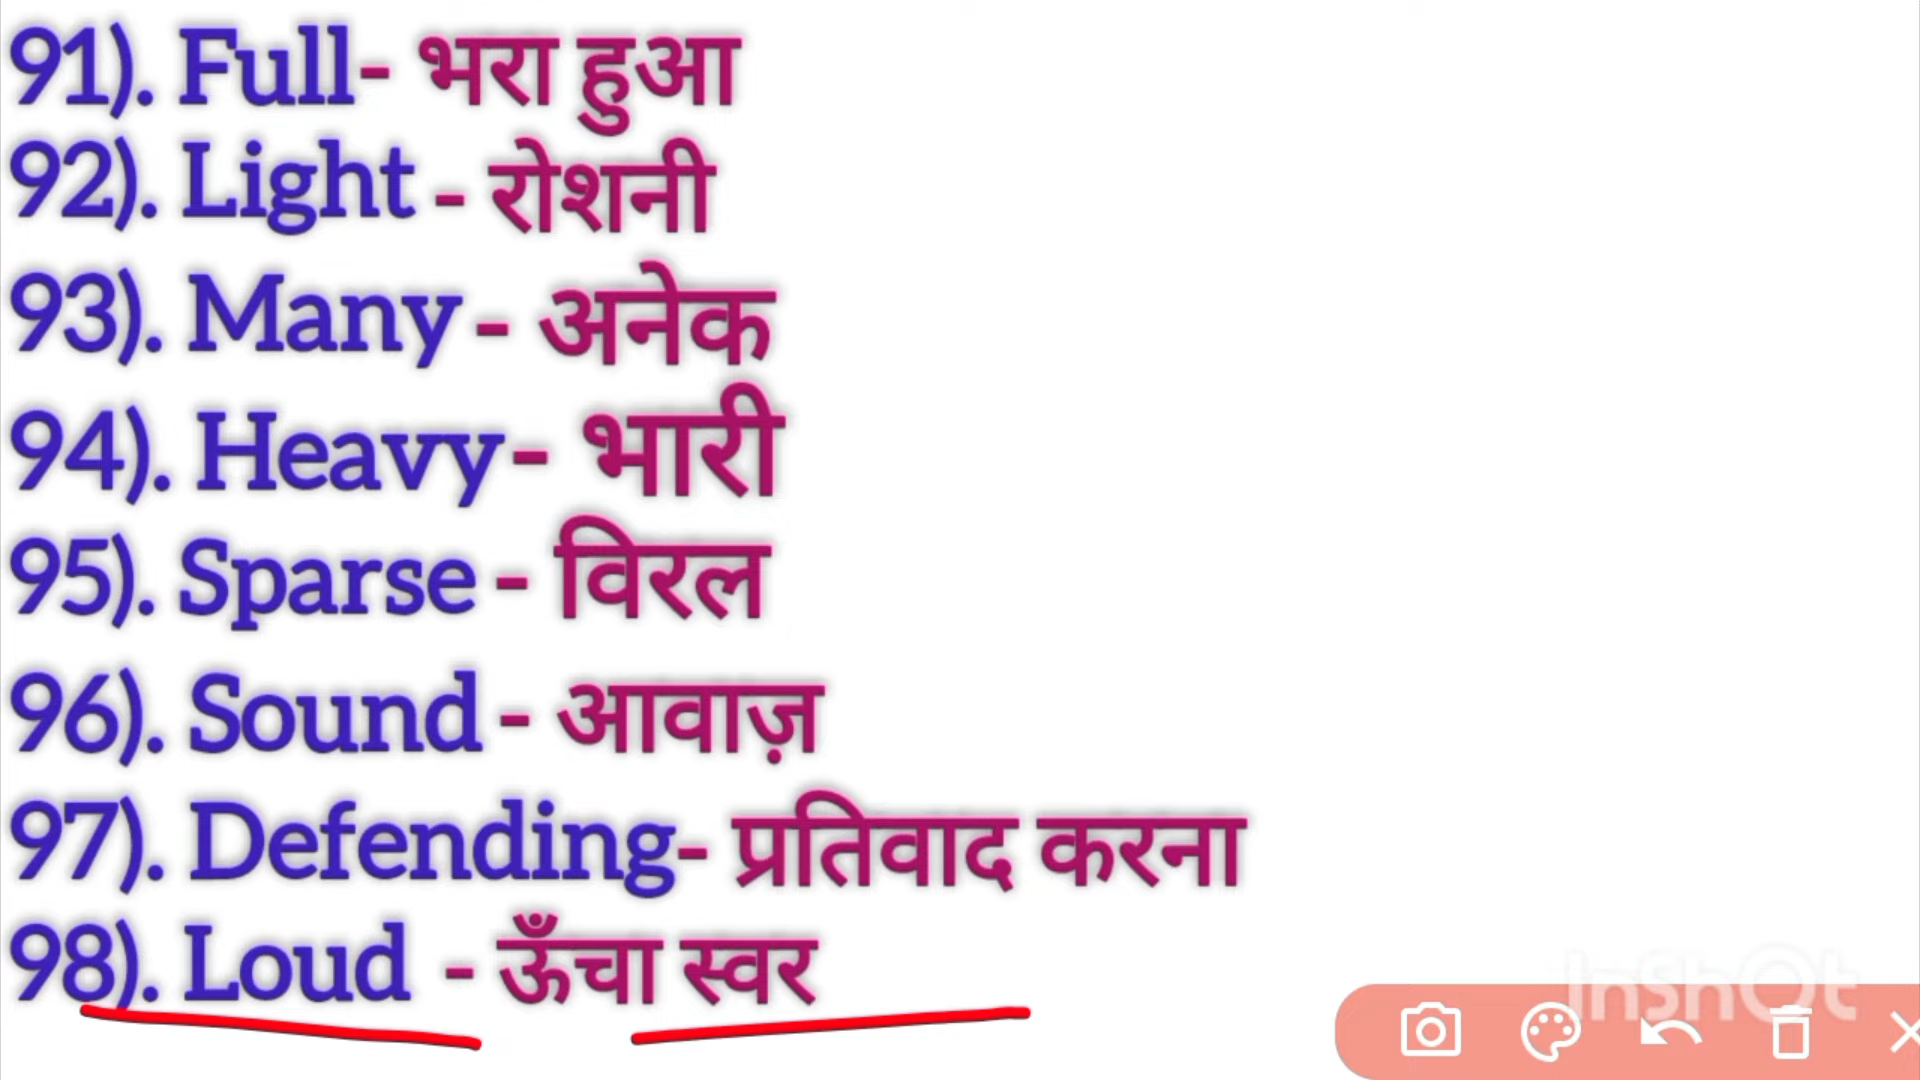 91). Full- भरा हुआ
92). Light - रोशनी
93). Many - अनेक
94). Heavy- भारी
95). Sparse - विरल
96). Sound - आवाज़
97). Defending- प्रतिवाद करना
98). Loud - ऊँचा स्वर
InShOt